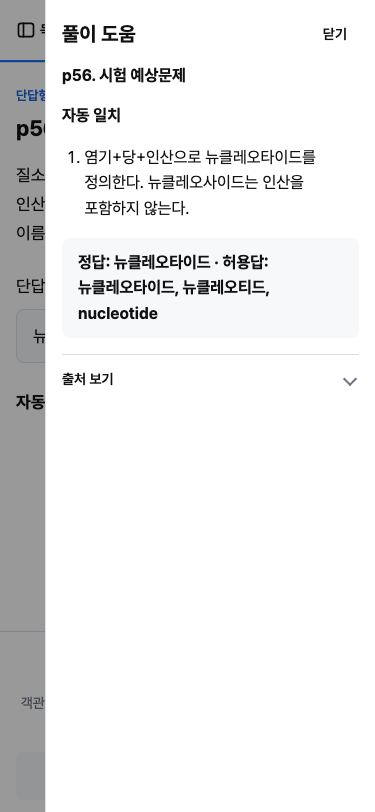 풀이 도움
닫기
p56. 시험 예상문제
자동 일치
1. 염기+당+인산으로 뉴클레오타이드를
정의한다. 뉴클레오사이드는 인산을
포함하지 않는다.
정답: 뉴클레오타이드 · 허용답:
뉴클레오타이드, 뉴클레오티드,
nucleotide
출처 보기
단답형
p56
질소
인산
이름
단답
뉴
자동
객관